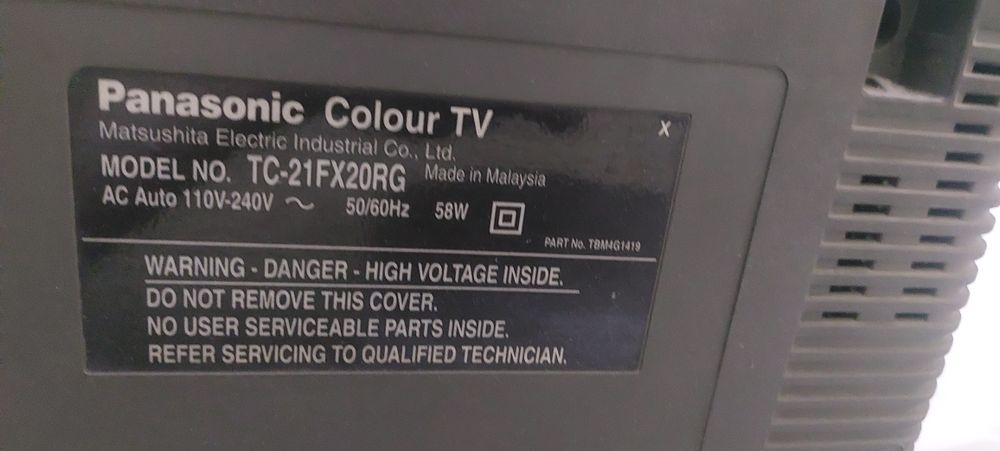 Panasonic Colour TV
X
Matsushita Electric Industrial Co., Ltd.
MODEL NO. TC-21FX20RG Made in Malaysia
AC Auto 110V-240V ～ 50/60Hz 58W
PART No. TBM4G1419
WARNING - DANGER - HIGH VOLTAGE INSIDE.
DO NOT REMOVE THIS COVER.
NO USER SERVICEABLE PARTS INSIDE.
REFER SERVICING TO QUALIFIED TECHNICIAN.